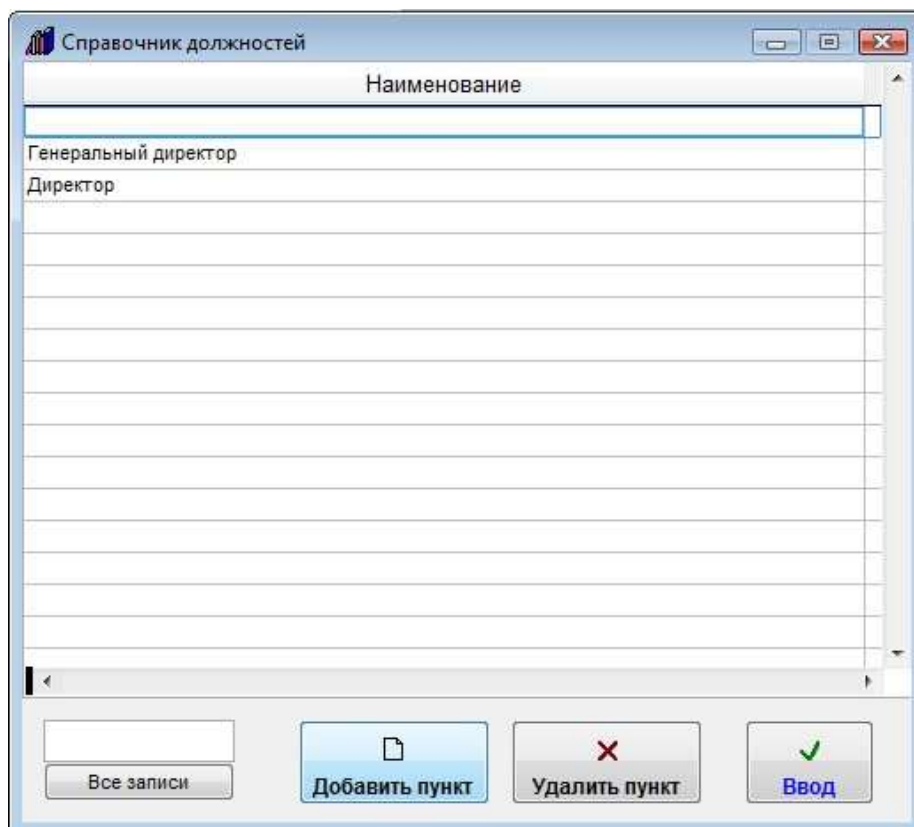 Справочник должностей
Наименование
Генеральный директор
Директор
Все записи
Добавить пункт
Удалить пункт
Ввод